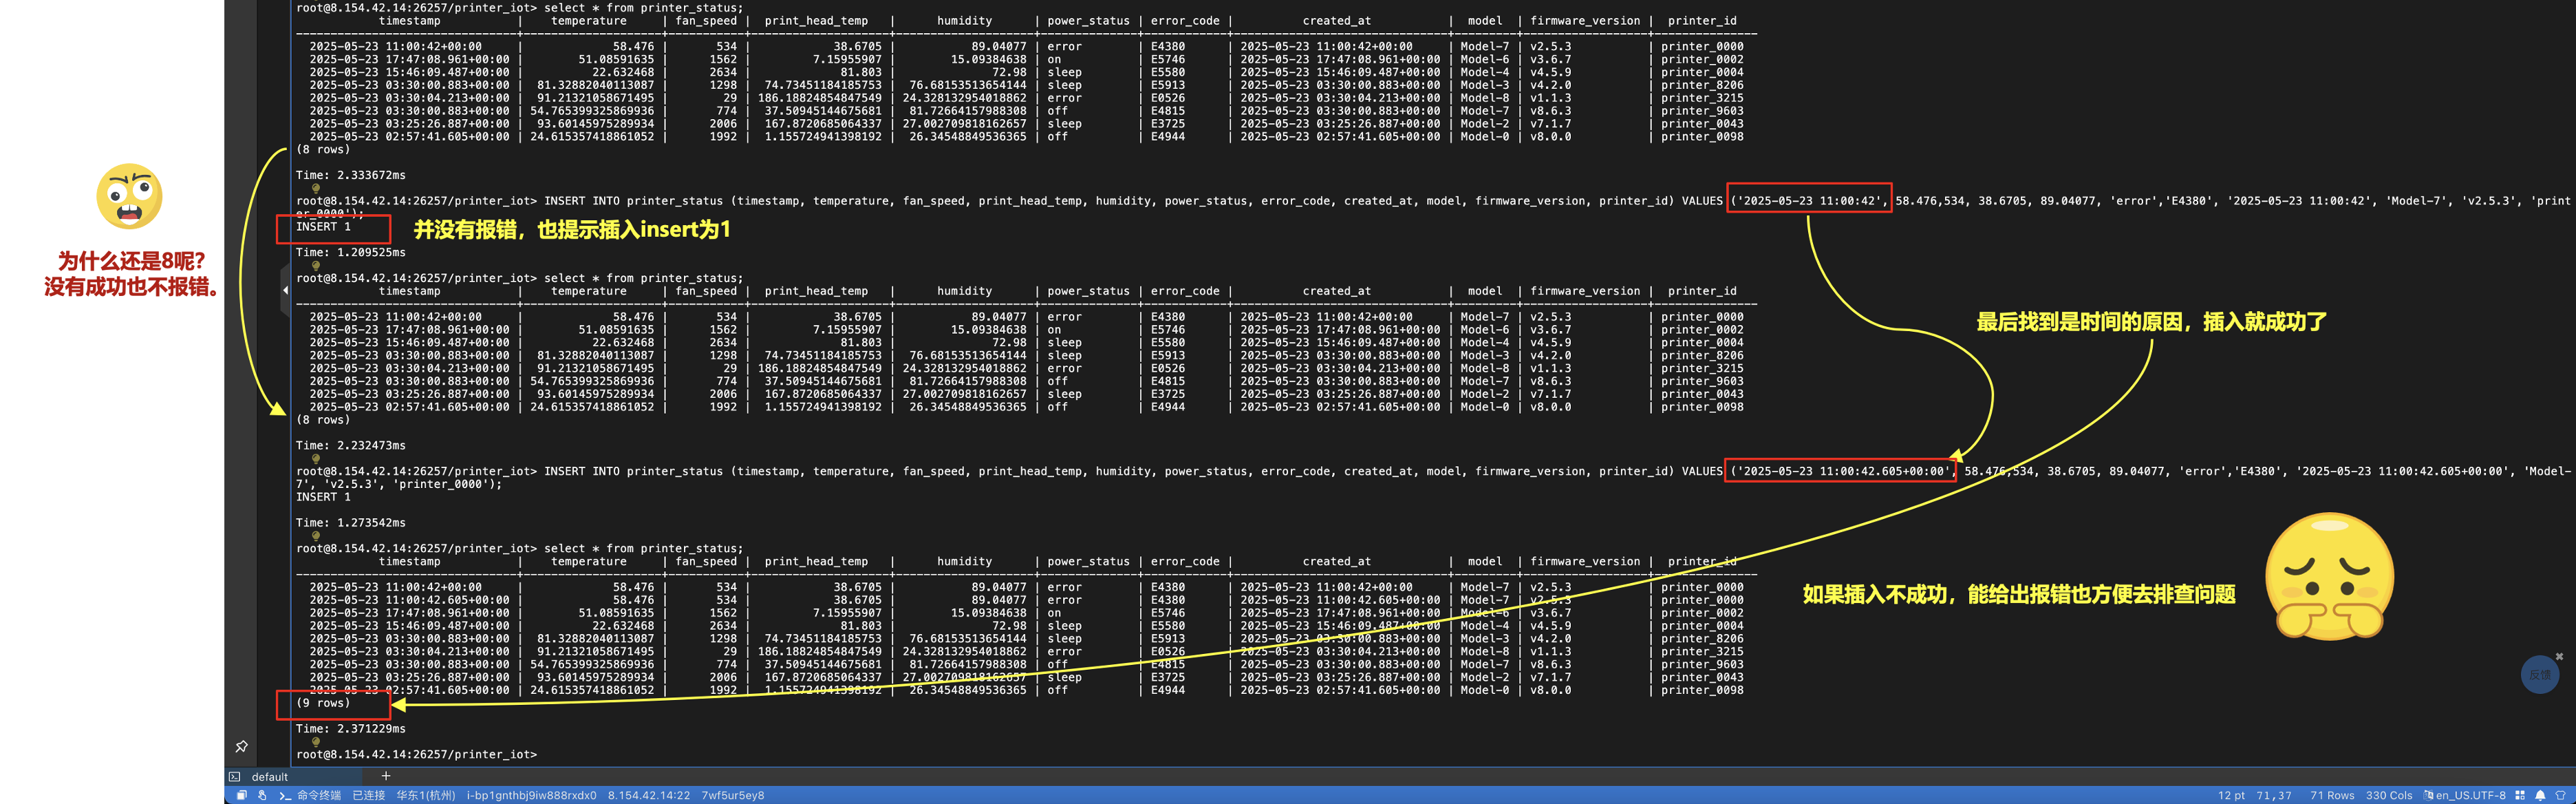 root@8.154.42.14:26257/printer_iot> select * from printer_status;
timestamp | temperature | fan_speed | print_head_temp | humidity | power_status | error_code | created_at | model | firmware_version | printer_id
2025-05-23 11:00:42+00:00 | 58.476 | 534 | 38.6705 | 89.04077 | error | E4380 | 2025-05-23 11:00:42+00:00 | Model-7 | v2.5.3 | printer_0000
2025-05-23 17:47:08.961+00:00 | 51.08591635 | 1562 | 7.15955907 | 15.09384638 | on | E5746 | 2025-05-23 17:47:08.961+00:00 | Model-6 | v3.6.7 | printer_0002
2025-05-23 15:46:09.487+00:00 | 22.632468 | 2634 | 81.803 | 72.98 | sleep | E5580 | 2025-05-23 15:46:09.487+00:00 | Model-4 | v4.5.9 | printer_0004
2025-05-23 03:30:00.883+00:00 | 81.32882040113087 | 1298 | 74.73451184185753 | 76.68153513654144 | sleep | E5913 | 2025-05-23 03:30:00.883+00:00 | Model-3 | v4.2.0 | printer_8206
2025-05-23 03:30:04.213+00:00 | 91.21321058671495 | 29 | 186.18824854847549 | 24.328132954018862 | error | E0526 | 2025-05-23 03:30:04.213+00:00 | Model-8 | v1.1.3 | printer_3215
2025-05-23 03:30:00.883+00:00 | 54.765399325869936 | 774 | 37.50945144675681 | 81.72664157988308 | off | E4815 | 2025-05-23 03:30:00.883+00:00 | Model-7 | v8.6.3 | printer_9603
2025-05-23 03:25:26.887+00:00 | 93.60145975289934 | 2006 | 167.8720685064337 | 27.002709818162657 | sleep | E3725 | 2025-05-23 03:25:26.887+00:00 | Model-2 | v7.1.7 | printer_0043
2025-05-23 02:57:41.605+00:00 | 24.615357418861052 | 1992 | 1.155724941398192 | 26.34548849536365 | off | E4944 | 2025-05-23 02:57:41.605+00:00 | Model-0 | v8.0.0 | printer_0098
(8 rows)
Time: 2.333672ms
root@8.154.42.14:26257/printer_iot> INSERT INTO printer_status (timestamp, temperature, fan_speed, print_head_temp, humidity, power_status, error_code, created_at, model, firmware_version, printer_id) VALUES ('2025-05-23 11:00:42', 58.476,534, 38.6705, 89.04077, 'error','E4380', '2025-05-23 11:00:42', 'Model-7', 'v2.5.3', 'print
er_0000');
INSERT 1
并没有报错，也提示插入insert为1
为什么还是8呢?
没有成功也不报错。
Time: 1.209525ms
root@8.154.42.14:26257/printer_iot> select * from printer_status;
timestamp | temperature | fan_speed | print_head_temp | humidity | power_status | error_code | created_at | model | firmware_version | printer_id
2025-05-23 11:00:42+00:00 | 58.476 | 534 | 38.6705 | 89.04077 | error | E4380 | 2025-05-23 11:00:42+00:00 | Model-7 | v2.5.3 | printer_0000
2025-05-23 17:47:08.961+00:00 | 51.08591635 | 1562 | 7.15955907 | 15.09384638 | on | E5746 | 2025-05-23 17:47:08.961+00:00 | Model-6 | v3.6.7 | printer_0002
2025-05-23 15:46:09.487+00:00 | 22.632468 | 2634 | 81.803 | 72.98 | sleep | E5580 | 2025-05-23 15:46:09.487+00:00 | Model-4 | v4.5.9 | printer_0004
2025-05-23 03:30:00.883+00:00 | 81.32882040113087 | 1298 | 74.73451184185753 | 76.68153513654144 | sleep | E5913 | 2025-05-23 03:30:00.883+00:00 | Model-3 | v4.2.0 | printer_8206
2025-05-23 03:30:04.213+00:00 | 91.21321058671495 | 29 | 186.18824854847549 | 24.328132954018862 | error | E0526 | 2025-05-23 03:30:04.213+00:00 | Model-8 | v1.1.3 | printer_3215
2025-05-23 03:30:00.883+00:00 | 54.765399325869936 | 774 | 37.50945144675681 | 81.72664157988308 | off | E4815 | 2025-05-23 03:30:00.883+00:00 | Model-7 | v8.6.3 | printer_9603
2025-05-23 03:25:26.887+00:00 | 93.60145975289934 | 2006 | 167.8720685064337 | 27.002709818162657 | sleep | E3725 | 2025-05-23 03:25:26.887+00:00 | Model-2 | v7.1.7 | printer_0043
2025-05-23 02:57:41.605+00:00 | 24.615357418861052 | 1992 | 1.155724941398192 | 26.34548849536365 | off | E4944 | 2025-05-23 02:57:41.605+00:00 | Model-0 | v8.0.0 | printer_0098
(8 rows)
最后找到是时间的原因，插入就成功了
Time: 2.232473ms
root@8.154.42.14:26257/printer_iot> INSERT INTO printer_status (timestamp, temperature, fan_speed, print_head_temp, humidity, power_status, error_code, created_at, model, firmware_version, printer_id) VALUES ('2025-05-23 11:00:42.605+00:00', 58.476,534, 38.6705, 89.04077, 'error','E4380', '2025-05-23 11:00:42.605+00:00', 'Model-
7', 'v2.5.3', 'printer_0000');
INSERT 1
Time: 1.273542ms
root@8.154.42.14:26257/printer_iot> select * from printer_status;
timestamp | temperature | fan_speed | print_head_temp | humidity | power_status | error_code | created_at | model | firmware_version | printer_id
2025-05-23 11:00:42+00:00 | 58.476 | 534 | 38.6705 | 89.04077 | error | E4380 | 2025-05-23 11:00:42+00:00 | Model-7 | v2.5.3 | printer_0000
2025-05-23 11:00:42.605+00:00 | 58.476 | 534 | 38.6705 | 89.04077 | error | E4380 | 2025-05-23 11:00:42.605+00:00 | Model-7 | v2.5.3 | printer_0000
2025-05-23 17:47:08.961+00:00 | 51.08591635 | 1562 | 7.15955907 | 15.09384638 | on | E5746 | 2025-05-23 17:47:08.961+00:00 | Model-6 | v3.6.7 | printer_0002
2025-05-23 15:46:09.487+00:00 | 22.632468 | 2634 | 81.803 | 72.98 | sleep | E5580 | 2025-05-23 15:46:09.487+00:00 | Model-4 | v4.5.9 | printer_0004
2025-05-23 03:30:00.883+00:00 | 81.32882040113087 | 1298 | 74.73451184185753 | 76.68153513654144 | sleep | E5913 | 2025-05-23 03:30:00.883+00:00 | Model-3 | v4.2.0 | printer_8206
2025-05-23 03:30:04.213+00:00 | 91.21321058671495 | 29 | 186.18824854847549 | 24.328132954018862 | error | E0526 | 2025-05-23 03:30:04.213+00:00 | Model-8 | v1.1.3 | printer_3215
2025-05-23 03:30:00.883+00:00 | 54.765399325869936 | 774 | 37.50945144675681 | 81.72664157988308 | off | E4815 | 2025-05-23 03:30:00.883+00:00 | Model-7 | v8.6.3 | printer_9603
2025-05-23 03:25:26.887+00:00 | 93.60145975289934 | 2006 | 167.8720685064337 | 27.002709818162657 | sleep | E3725 | 2025-05-23 03:25:26.887+00:00 | Model-2 | v7.1.7 | printer_0043
2025-05-23 02:57:41.605+00:00 | 24.615357418861052 | 1992 | 1.155724941398192 | 26.34548849536365 | off | E4944 | 2025-05-23 02:57:41.605+00:00 | Model-0 | v8.0.0 | printer_0098
(9 rows)
如果插入不成功，能给出报错也方便去排查问题
反馈
Time: 2.371229ms
root@8.154.42.14:26257/printer_iot>
default
命令终端 已连接 华东1(杭州) i-bp1gnthbj9iw888rxdx0 8.154.42.14:22 7wf5ur5ey8 12 pt 71,37 71 Rows 330 Cols en_US.UTF-8